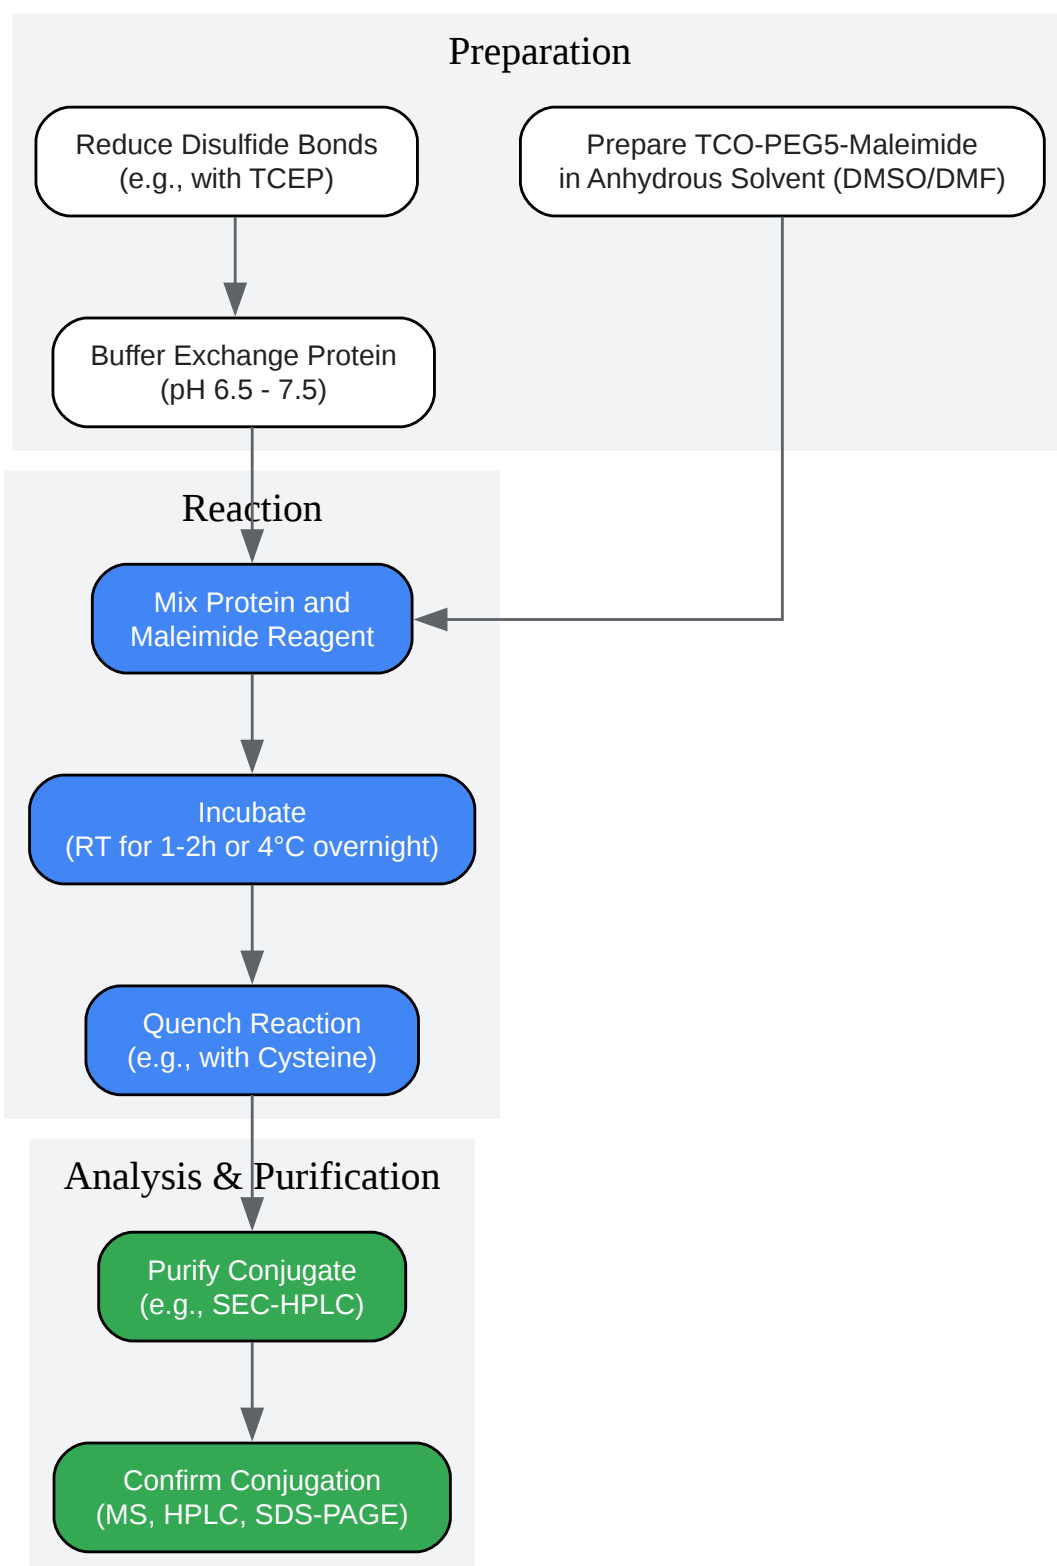 Preparation
Reduce Disulfide Bonds
(e.g., with TCEP)
Prepare TCO-PEG5-Maleimide
in Anhydrous Solvent (DMSO/DMF)
Buffer Exchange Protein
(pH 6.5 - 7.5)
Reaction
Mix Protein and
Maleimide Reagent
Incubate
(RT for 1-2h or 4°C overnight)
Quench Reaction
(e.g., with Cysteine)
Analysis & Purification
Purify Conjugate
(e.g., SEC-HPLC)
Confirm Conjugation
(MS, HPLC, SDS-PAGE)